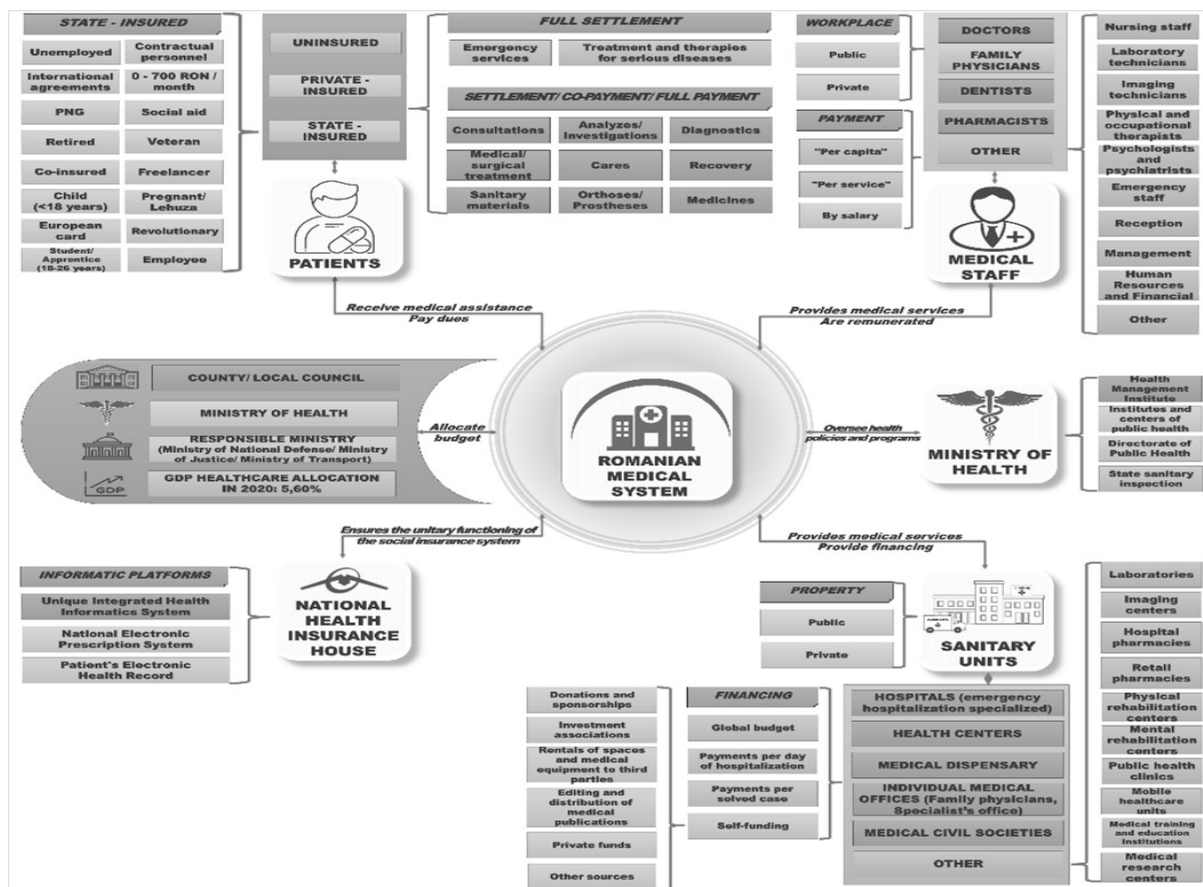 STATE - INSURED
Unemployed
Contractual
personnel
International
agreements
0 - 700 RON /
month
PNG
Social aid
Retired
Veteran
Co-insured
Freelancer
Child
(<18 years)
Pregnant/
Lehuza
European
card
Revolutionary
Student/
Apprentice
(18-26 years)
Employee
UNINSURED
PRIVATE -
INSURED
STATE -
INSURED
PATIENTS
FULL SETTLEMENT
Emergency
services
Treatment and therapies
for serious diseases
SETTLEMENT/ CO-PAYMENT/ FULL PAYMENT
Consultations
Analyzes/
Investigations
Diagnostics
Medical/
surgical
treatment
Cares
Recovery
Sanitary
materials
Orthoses/
Prostheses
Medicines
WORKPLACE
Public
Private
PAYMENT
"Per capita"
"Per service"
By salary
DOCTORS
FAMILY
PHYSICIANS
DENTISTS
PHARMACISTS
OTHER
MEDICAL
STAFF
Nursing staff
Laboratory
technicians
Imaging
technicians
Physical and
occupational
therapists
Psychologists
and
psychiatrists
Emergency
staff
Reception
Management
Human
Resources
and Financial
Other
Receive medical assistance
Pay dues
Provides medical services
Are remunerated
COUNTY/ LOCAL COUNCIL
MINISTRY OF HEALTH
RESPONSIBLE MINISTRY
(Ministry of National Defense/ Ministry
of Justice/ Ministry of Transport)
GDP
GDP HEALTHCARE ALLOCATION
IN 2020: 5,60%
Allocate
budget
ROMANIAN
MEDICAL
SYSTEM
Oversee health
policies and programs
MINISTRY OF
HEALTH
Health
Management
Institute
Institutes and
centers of
public health
Directorate of
Public Health
State sanitary
inspection
Ensures the unitary functioning of
the social insurance system
Provides medical services
Provide financing
INFORMATIC PLATFORMS
Unique Integrated Health
Informatics System
National Electronic
Prescription System
Patient's Electronic
Health Record
NATIONAL
HEALTH
INSURANCE
HOUSE
PROPERTY
Public
Private
SANITARY
UNITS
Donations and
sponsorships
Investment
associations
Rentals of spaces
and medical
equipment to third
parties
Editing and
distribution of
medical
publications
Private funds
Other sources
FINANCING
Global budget
Payments per day
of hospitalization
Payments per
solved case
Self-funding
HOSPITALS (emergency
hospitalization specialized)
HEALTH CENTERS
MEDICAL DISPENSARY
INDIVIDUAL MEDICAL
OFFICES (Family physicians,
Specialist's office)
MEDICAL CIVIL SOCIETIES
OTHER
Laboratories
Imaging
centers
Hospital
pharmacies
Retail
pharmacies
Physical
rehabilitation
centers
Mental
rehabilitation
centers
Public health
clinics
Mobile
healthcare
units
Medical training
and education
Institutions
Medical
research
centers